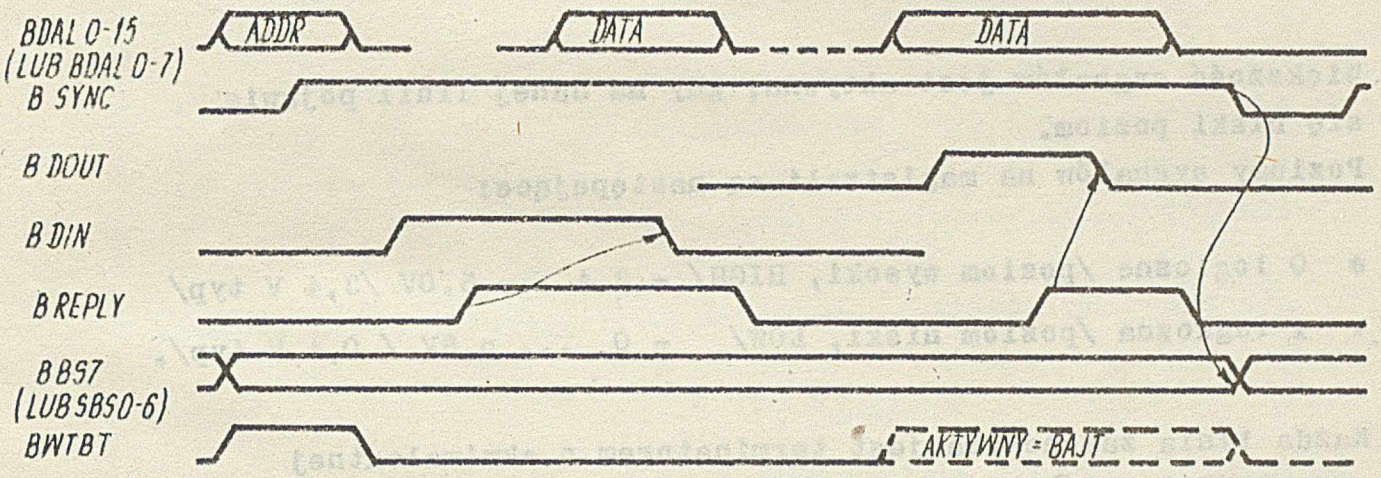 BDAL 0-15
(LUB BDAL 0-7)
ADDR
DATA
DATA
B SYNC
B DOUT
B DIN
B REPLY
BBS7
(LUB SBS0-6)
BWTBT
AKTYWNY = BAJT